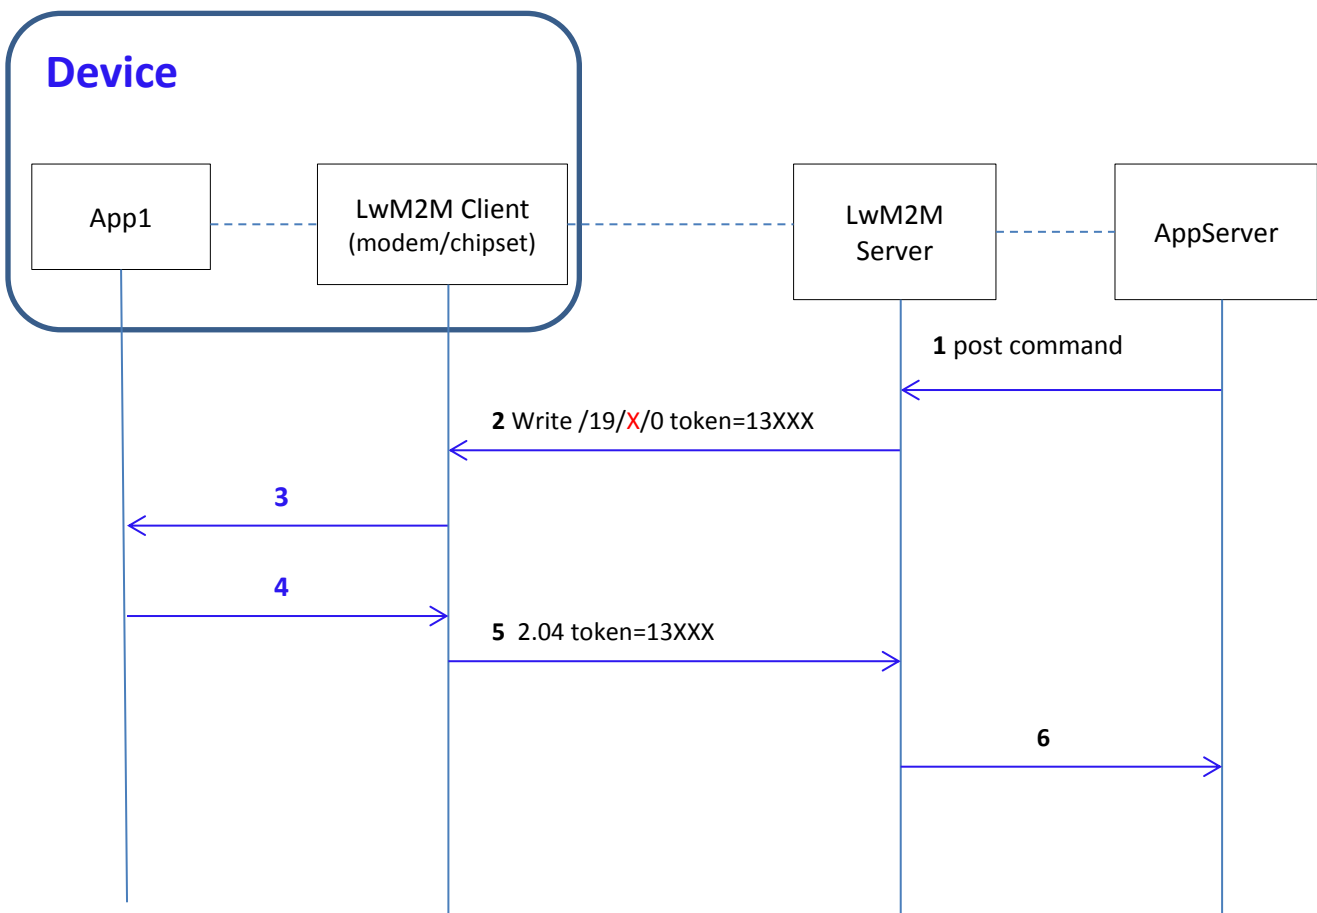 Device
App1
LwM2M Client
(modem/chipset)
LwM2M
Server
AppServer
1 post command
2 Write /19/X/0 token=13XXX
3
4
5 2.04 token=13XXX
6